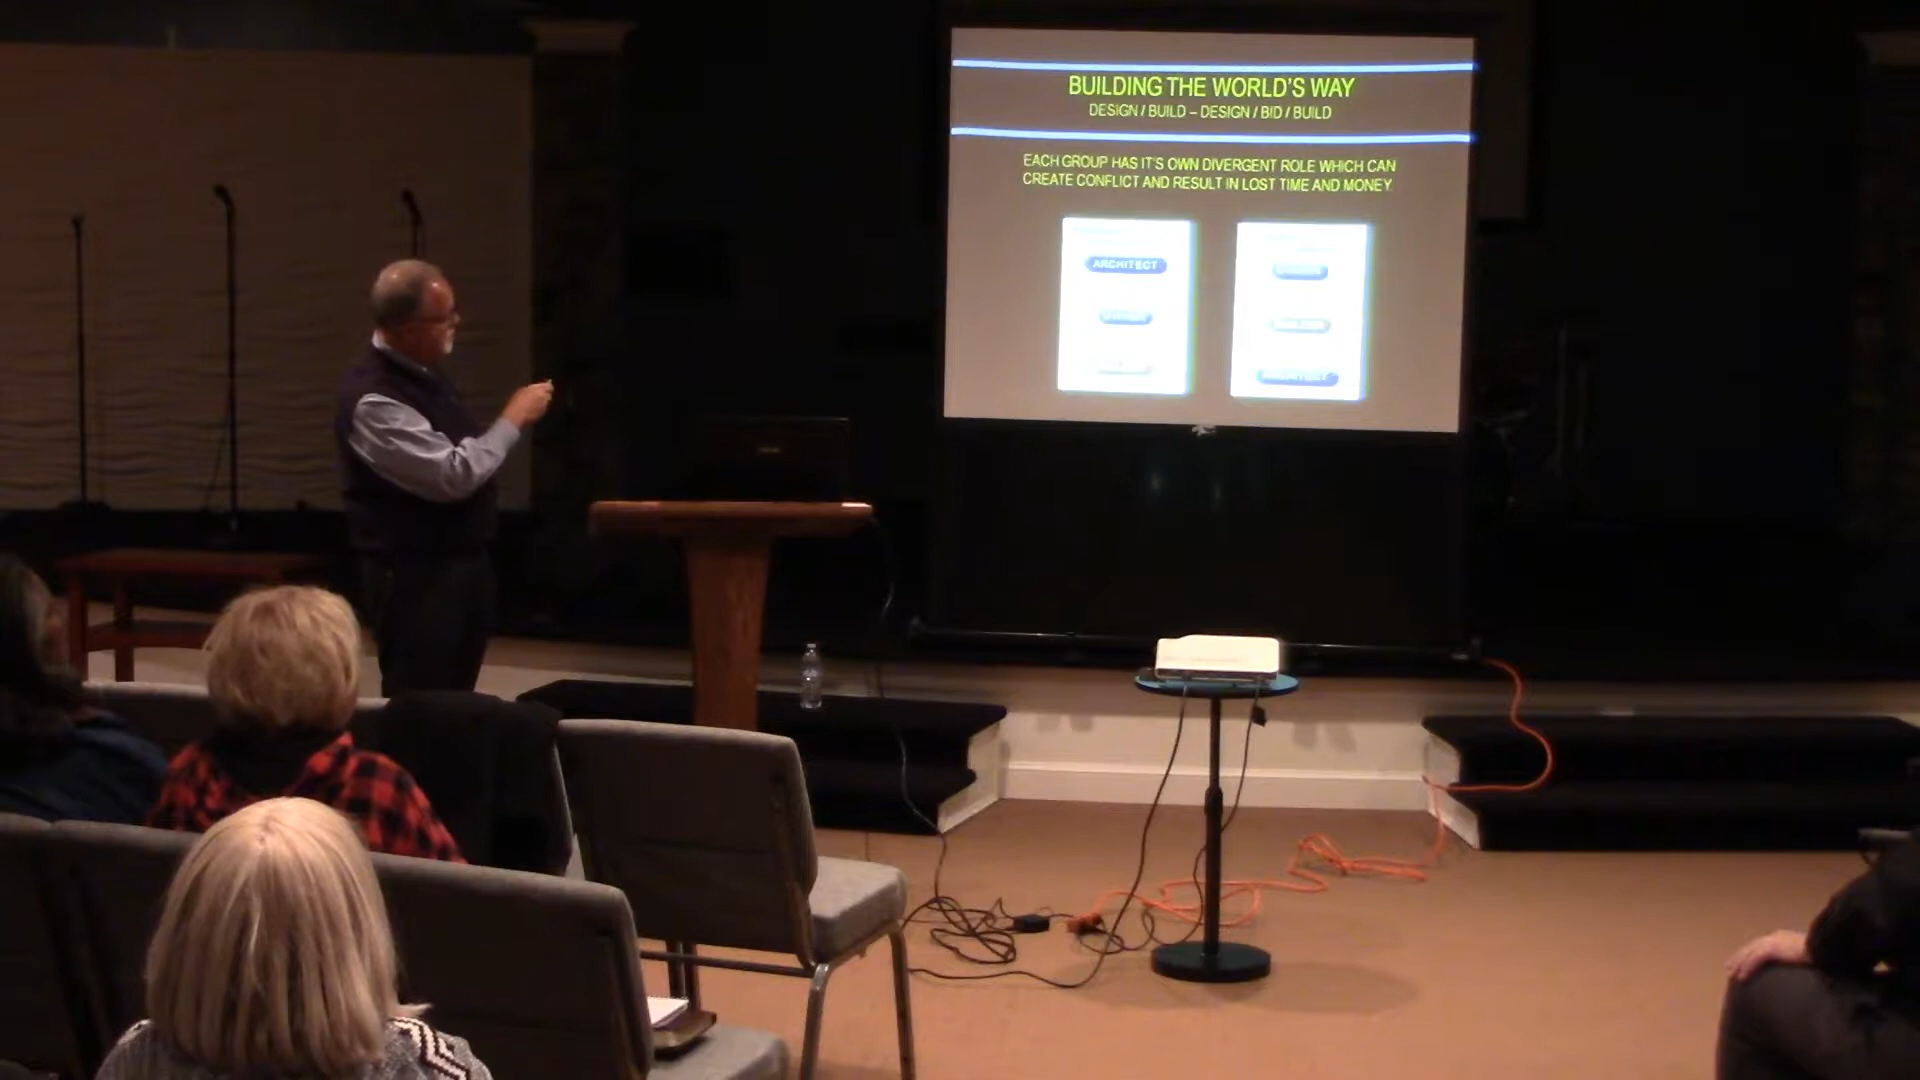 BUILDING THE WORLD'S WAY
DESIGN / BUILD – DESIGN / BID / BUILD
EACH GROUP HAS IT'S OWN DIVERGENT ROLE WHICH CAN
CREATE CONFLICT AND RESULT IN LOST TIME AND MONEY.
ARCHITECT
ARCHITECT